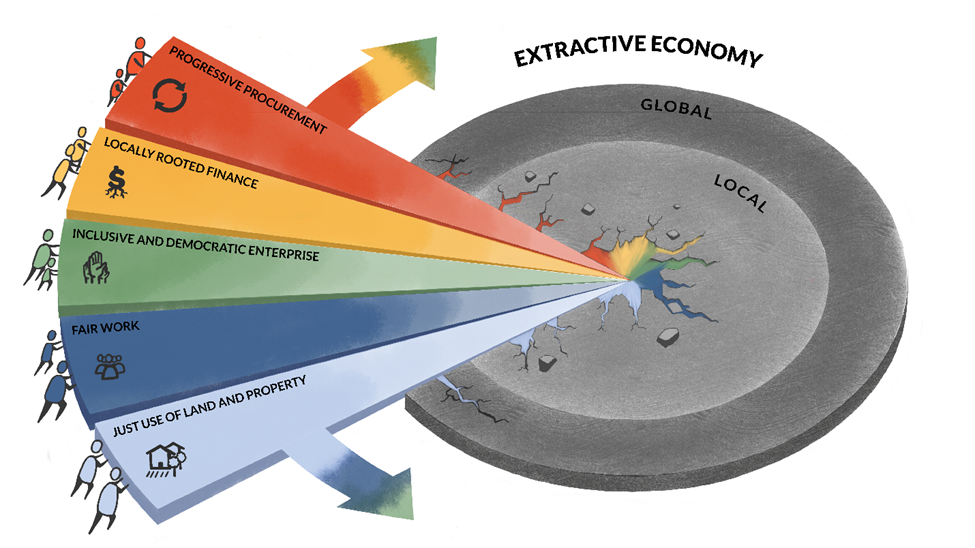 EXTRACTIVE ECONOMY
GLOBAL
LOCAL
PROGRESSIVE PROCUREMENT
LOCALLY ROOTED FINANCE
$
INCLUSIVE AND DEMOCRATIC ENTERPRISE
FAIR WORK
JUST USE OF LAND AND PROPERTY